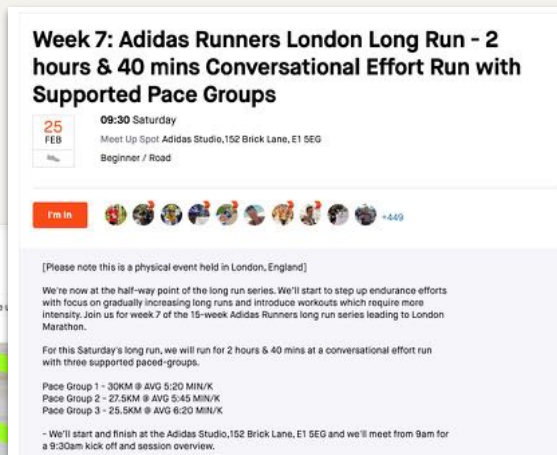 Week 7: Adidas Runners London Long Run - 2
hours & 40 mins Conversational Effort Run with
Supported Pace Groups
25
FEB
09:30 Saturday
Meet Up Spot Adidas Studio,152 Brick Lane, E1 5EG
Beginner / Road
I'm in
+449
[Please note this is a physical event held in London, England]
We're now at the half-way point of the long run series. We'll start to step up endurance efforts
with focus on gradually increasing long runs and introduce workouts which require more
intensity. Join us for week 7 of the 15-week Adidas Runners long run series leading to London
Marathon.
For this Saturday's long run, we will run for 2 hours & 40 mins at a conversational effort run
with three supported paced-groups.
Pace Group 1 - 30KM @ AVG 5:20 MIN/K
Pace Group 2 - 27.5KM @ AVG 5:45 MIN/K
Pace Group 3 - 25.5KM @ AVG 6:20 MIN/K
- We'll start and finish at the Adidas Studio,152 Brick Lane, E1 5EG and we'll meet from 9am for
a 9:30am kick off and session overview.